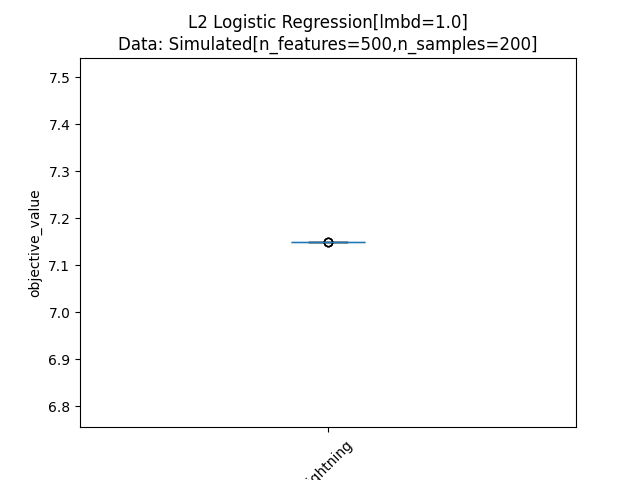 L2 Logistic Regression[lmbd=1.0]
Data: Simulated[n_features=500,n_samples=200]
7.5
7.4
7.3
7.2
7.1
7.0
6.9
6.8
objective_value
ightning